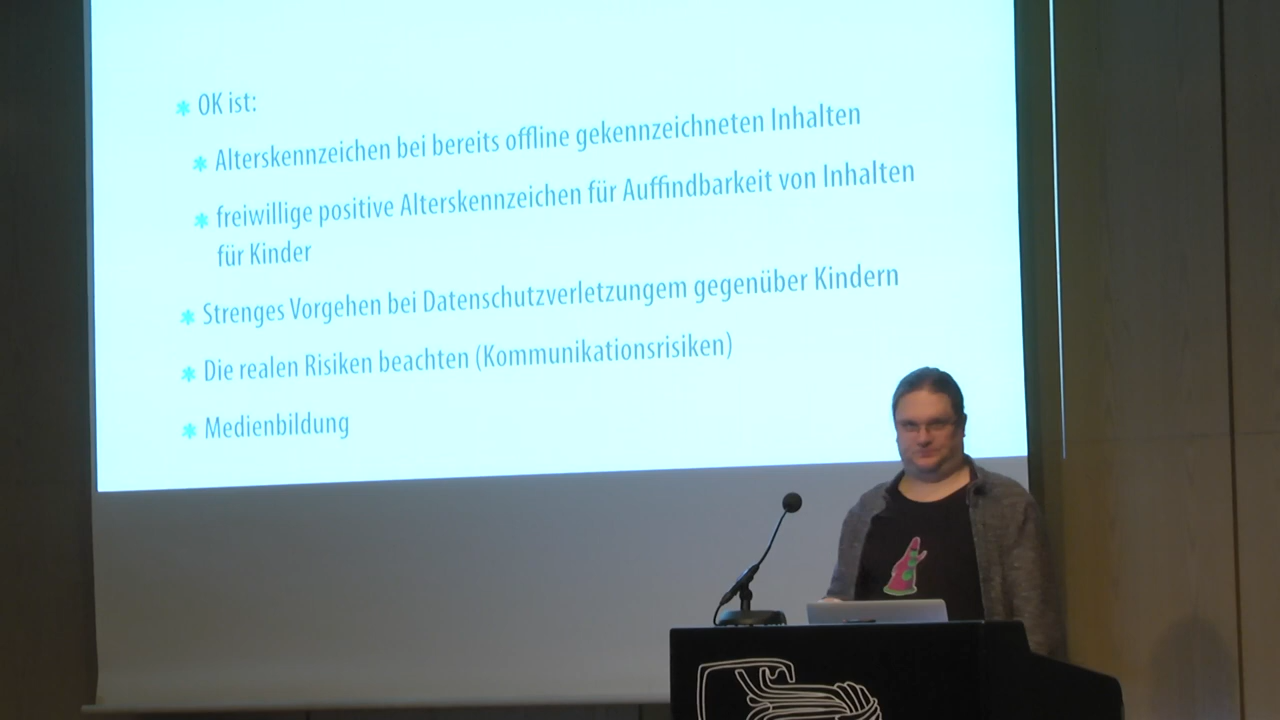 OK ist:
Alterskennzeichen bei bereits offline gekennzeichneten Inhalten
freiwillige positive Alterskennzeichen für Auffindbarkeit von Inhalten
für Kinder
Strenges Vorgehen bei Datenschutzverletzungem gegenüber Kindern
Die realen Risiken beachten (Kommunikationsrisiken)
Medienbildung